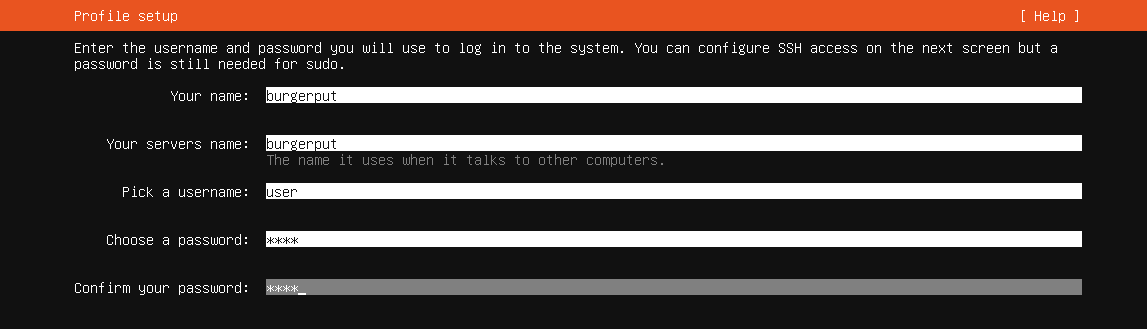 Profile setup [ Help ]
Enter the username and password you will use to log in to the system. You can configure SSH access on the next screen but a
password is still needed for sudo.
Your name: burgerput
Your servers name: burgerput
The name it uses when it talks to other computers.
Pick a username: user
Choose a password: ****
Confirm your password: ****_